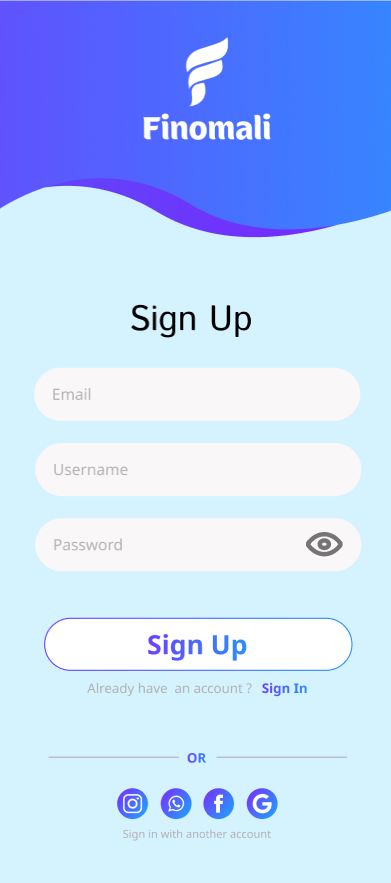 Finomali
Sign Up
Email
Username
Password
Sign Up
Already have an account ? Sign In
OR
Sign in with another account